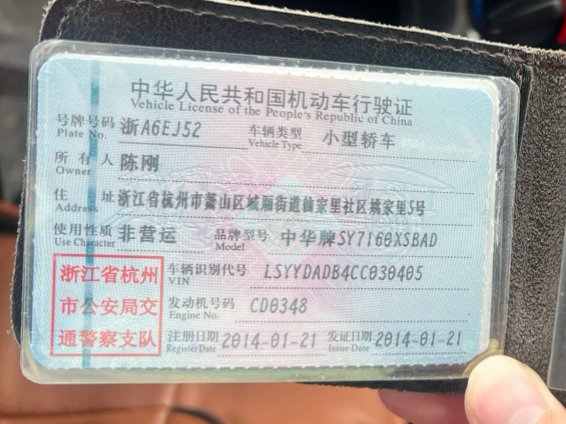 中华人民共和国机动车行驶证
Vehicle License of the People's Republic of China
号牌号码 浙A6EJ52 车辆类型 小型轿车
Plate No. Vehicle Type
所有人 陈刚
Owner
住址 浙江省杭州市萧山区城厢街道仙家里社区姚家里5号
Address
使用性质 非营运 品牌型号 中华牌SY7160XSBAD
Use Character Model
浙江省杭州
市公安局交
通警察支队
车辆识别代号 LSYYDADB4CC030405
VIN
发动机号码 CD0348
Engine No.
注册日期 2014-01-21 发证日期 2014-01-21
Register Date Issue Date